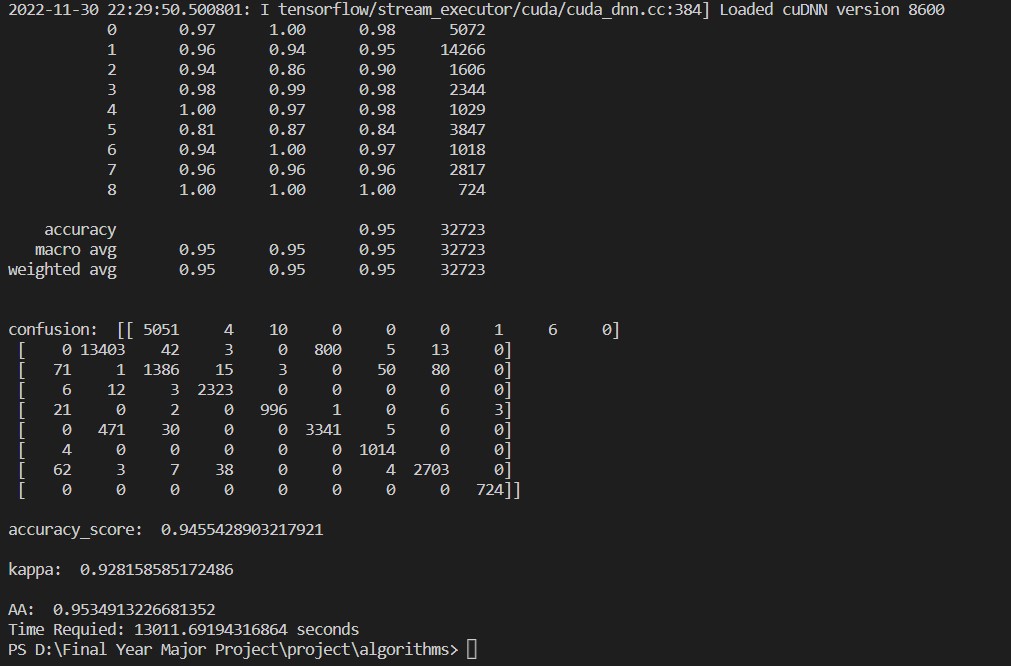 2022-11-30 22:29:50.500801: I tensorflow/stream_executor/cuda/cuda_dnn.cc:384] Loaded cuDNN version 8600
0 0.97 1.00 0.98 5072
1 0.96 0.94 0.95 14266
2 0.94 0.86 0.90 1606
3 0.98 0.99 0.98 2344
4 1.00 0.97 0.98 1029
5 0.81 0.87 0.84 3847
6 0.94 1.00 0.97 1018
7 0.96 0.96 0.96 2817
8 1.00 1.00 1.00 724
accuracy 0.95 32723
macro avg 0.95 0.95 0.95 32723
weighted avg 0.95 0.95 0.95 32723
confusion: [[ 5051 4 10 0 0 0 1 6 0]
[ 0 13403 42 3 0 800 5 13 0]
[ 71 1 1386 15 3 0 50 80 0]
[ 6 12 3 2323 0 0 0 0 0]
[ 21 0 2 0 996 1 0 6 3]
[ 0 471 30 0 0 3341 5 0 0]
[ 4 0 0 0 0 0 1014 0 0]
[ 62 3 7 38 0 0 4 2703 0]
[ 0 0 0 0 0 0 0 0 724]]
accuracy_score: 0.9455428903217921
kappa: 0.928158585172486
AA: 0.9534913226681352
Time Requied: 13011.69194316864 seconds
PS D:\Final Year Major Project\project\algorithms>